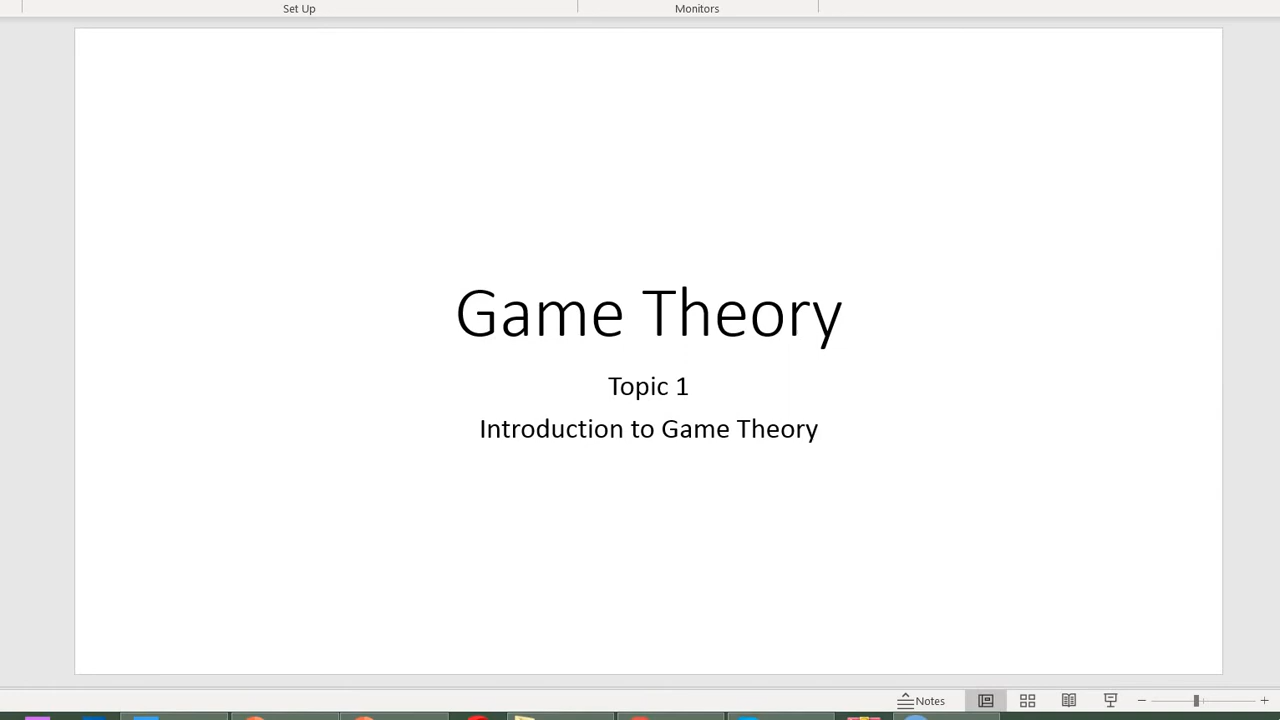 Set Up
Monitors
Game Theory
Topic 1
Introduction to Game Theory
Notes